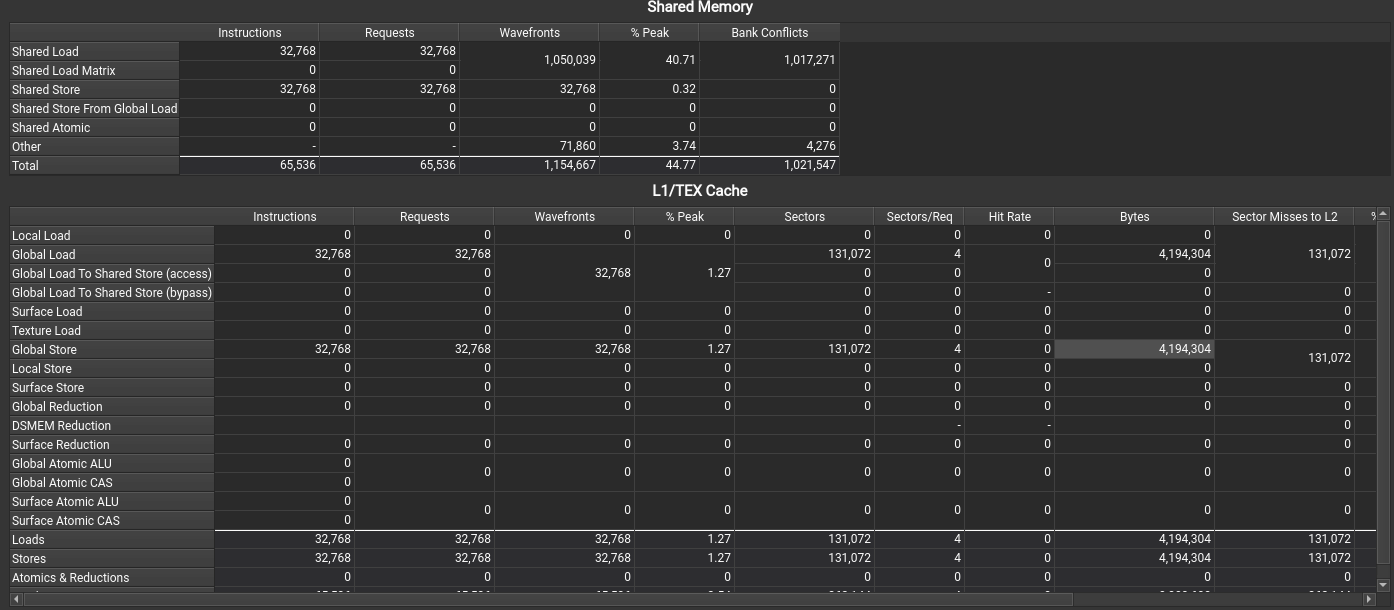 Shared Memory
Instructions Requests Wavefronts % Peak Bank Conflicts
Shared Load 32,768 32,768 1,050,039 40.71 1,017,271
Shared Load Matrix 0 0
Shared Store 32,768 32,768 32,768 0.32 0
Shared Store From Global Load 0 0 0 0 0
Shared Atomic 0 0 0 0 0
Other - - 71,860 3.74 4,276
Total 65,536 65,536 1,154,667 44.77 1,021,547
L1/TEX Cache
Instructions Requests Wavefronts % Peak Sectors Sectors/Req Hit Rate Bytes Sector Misses to L2 %
Local Load 0 0 0 0 0 0 0 0
Global Load 32,768 32,768 32,768 1.27 131,072 4 0 4,194,304 131,072
Global Load To Shared Store (access) 0 0 0 0 0
Global Load To Shared Store (bypass) 0 0 0 0 - 0
Surface Load 0 0 0 0 0 0 0 0 0
Texture Load 0 0 0 0 0 0 0 0 0
Global Store 32,768 32,768 32,768 1.27 131,072 4 0 4,194,304 131,072
Local Store 0 0 0 0 0 0 0 0
Surface Store 0 0 0 0 0 0 0 0 0
Global Reduction 0 0 0 0 0 0 0 0 0
DSMEM Reduction - - 0
Surface Reduction 0 0 0 0 0 0 0 0 0
Global Atomic ALU 0 0 0 0 0 0 0 0 0
Global Atomic CAS 0
Surface Atomic ALU 0 0 0 0 0 0 0 0 0
Surface Atomic CAS 0
Loads 32,768 32,768 32,768 1.27 131,072 4 0 4,194,304 131,072
Stores 32,768 32,768 32,768 1.27 131,072 4 0 4,194,304 131,072
Atomics & Reductions 0 0 0 0 0 0 0 0 0